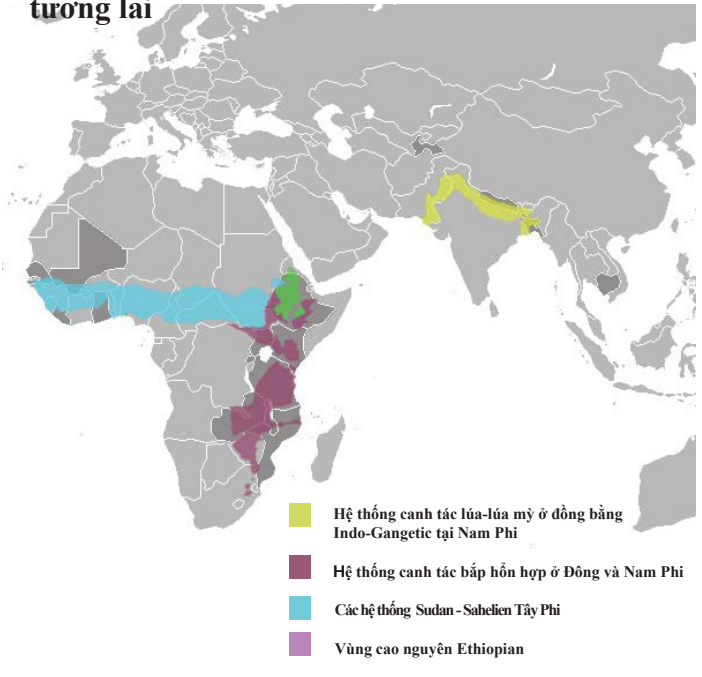 tương lai
Hệ thống canh tác lúa-lúa mỳ ở đồng bằng
Indo-Gangetic tại Nam Phi
Hệ thống canh tác bắp hổn hợp ở Đông và Nam Phi
Các hệ thống Sudan - Sahelien Tây Phi
Vùng cao nguyên Ethiopian